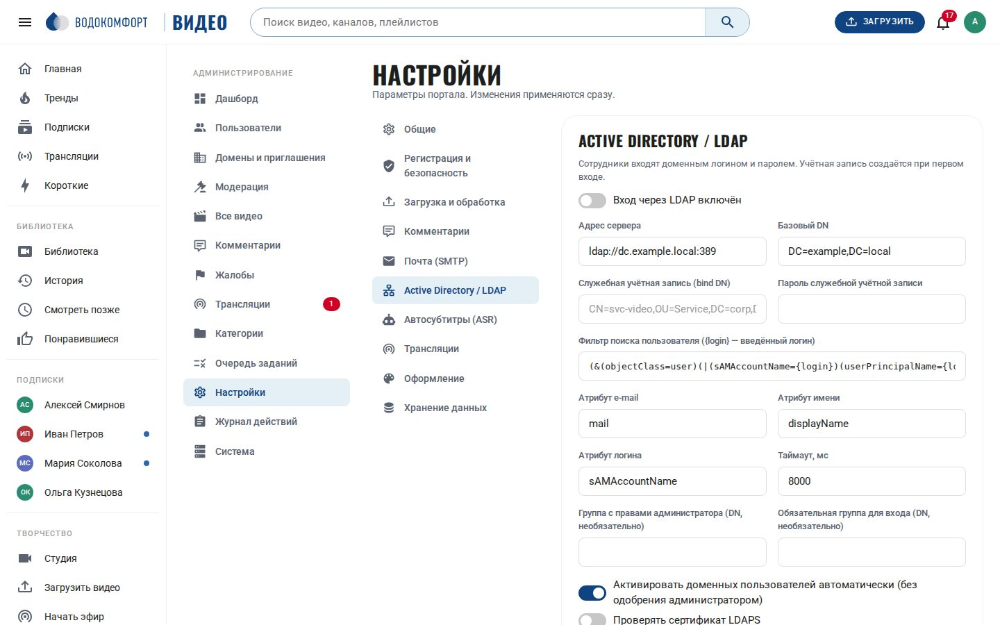 ВОДОКОМФОРТ
ВИДЕО
Поиск видео, каналов, плейлистов
ЗАГРУЗИТЬ
17
А
Главная
Тренды
Подписки
Трансляции
Короткие
БИБЛИОТЕКА
Библиотека
История
Смотреть позже
Понравившиеся
ПОДПИСКИ
АС Алексей Смирнов
ИП Иван Петров
МС Мария Соколова
ОК Ольга Кузнецова
ТВОРЧЕСТВО
Студия
Загрузить видео
Начать эфир
АДМИНИСТРИРОВАНИЕ
Дашборд
Пользователи
Домены и приглашения
Модерация
Все видео
Комментарии
Жалобы
Трансляции 1
Категории
Очередь заданий
Настройки
Журнал действий
Система
НАСТРОЙКИ
Параметры портала. Изменения применяются сразу.
Общие
Регистрация и
безопасность
Загрузка и обработка
Комментарии
Почта (SMTP)
Active Directory / LDAP
Автосубтитры (ASR)
Трансляции
Оформление
Хранение данных
ACTIVE DIRECTORY / LDAP
Сотрудники входят доменным логином и паролем. Учётная запись создаётся при первом
входе.
Вход через LDAP включён
Адрес сервера
ldap://dc.example.local:389
Базовый DN
DC=example,DC=local
Служебная учётная запись (bind DN)
CN=svc-video,OU=Service,DC=corp,D
Пароль служебной учётной записи
Фильтр поиска пользователя ({login} — введённый логин)
(&(objectClass=user)(|(sAMAccountName={login})(userPrincipalName={lo
Атрибут e-mail
mail
Атрибут имени
displayName
Атрибут логина
sAMAccountName
Таймаут, мс
8000
Группа с правами администратора (DN,
необязательно)
Обязательная группа для входа (DN,
необязательно)
Активировать доменных пользователей автоматически (без
одобрения администратором)
Проверять сертификат LDAPS